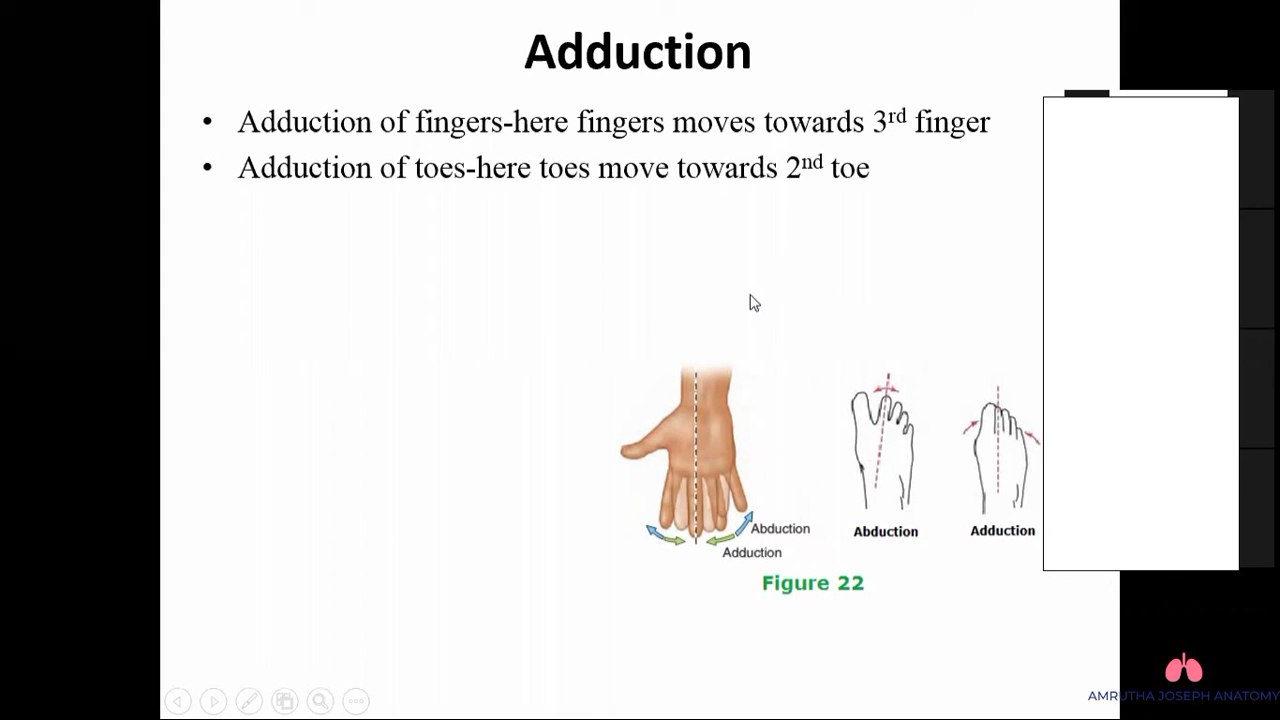 Adduction
• Adduction of fingers-here fingers moves towards 3rd finger
• Adduction of toes-here toes move towards 2nd toe
Abduction
Adduction
Abduction
Adduction
Figure 22
AMRUTHA JOSEPH ANATOMY